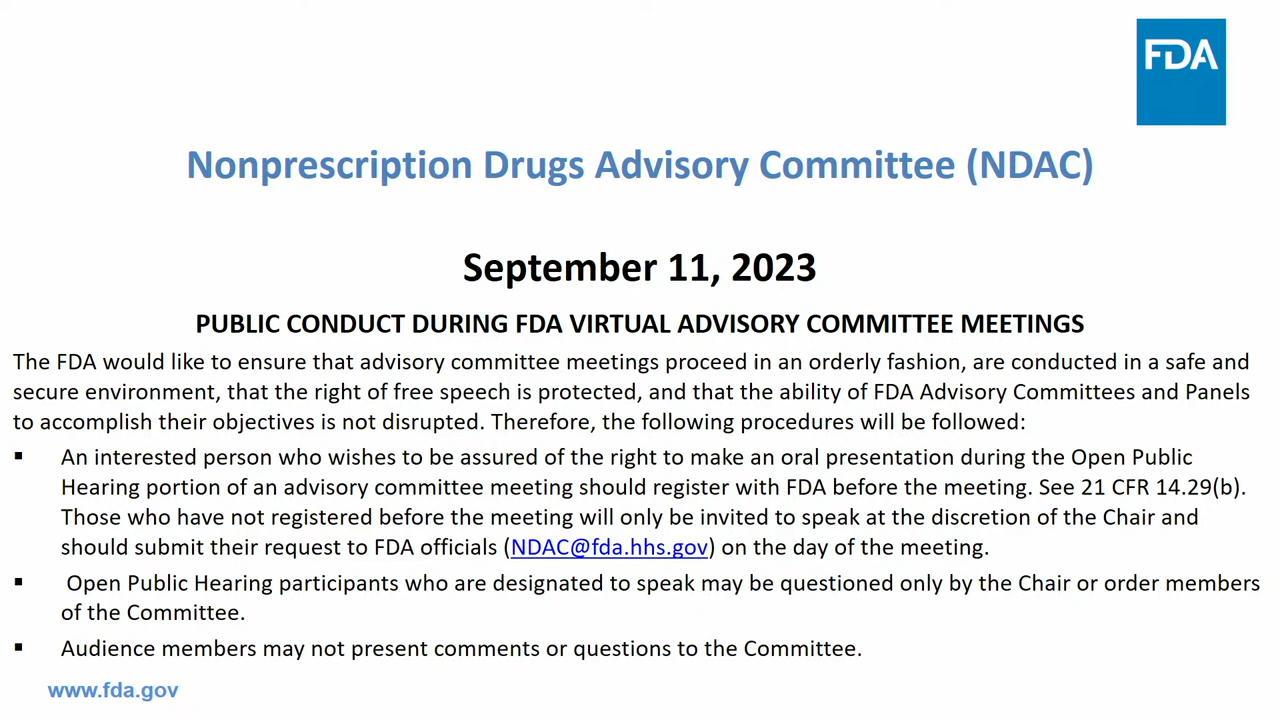 FDA
Nonprescription Drugs Advisory Committee (NDAC)
September 11, 2023
PUBLIC CONDUCT DURING FDA VIRTUAL ADVISORY COMMITTEE MEETINGS
The FDA would like to ensure that advisory committee meetings proceed in an orderly fashion, are conducted in a safe and
secure environment, that the right of free speech is protected, and that the ability of FDA Advisory Committees and Panels
to accomplish their objectives is not disrupted. Therefore, the following procedures will be followed:
▪ An interested person who wishes to be assured of the right to make an oral presentation during the Open Public
Hearing portion of an advisory committee meeting should register with FDA before the meeting. See 21 CFR 14.29(b).
Those who have not registered before the meeting will only be invited to speak at the discretion of the Chair and
should submit their request to FDA officials (NDAC@fda.hhs.gov) on the day of the meeting.
▪ Open Public Hearing participants who are designated to speak may be questioned only by the Chair or order members
of the Committee.
▪ Audience members may not present comments or questions to the Committee.
www.fda.gov